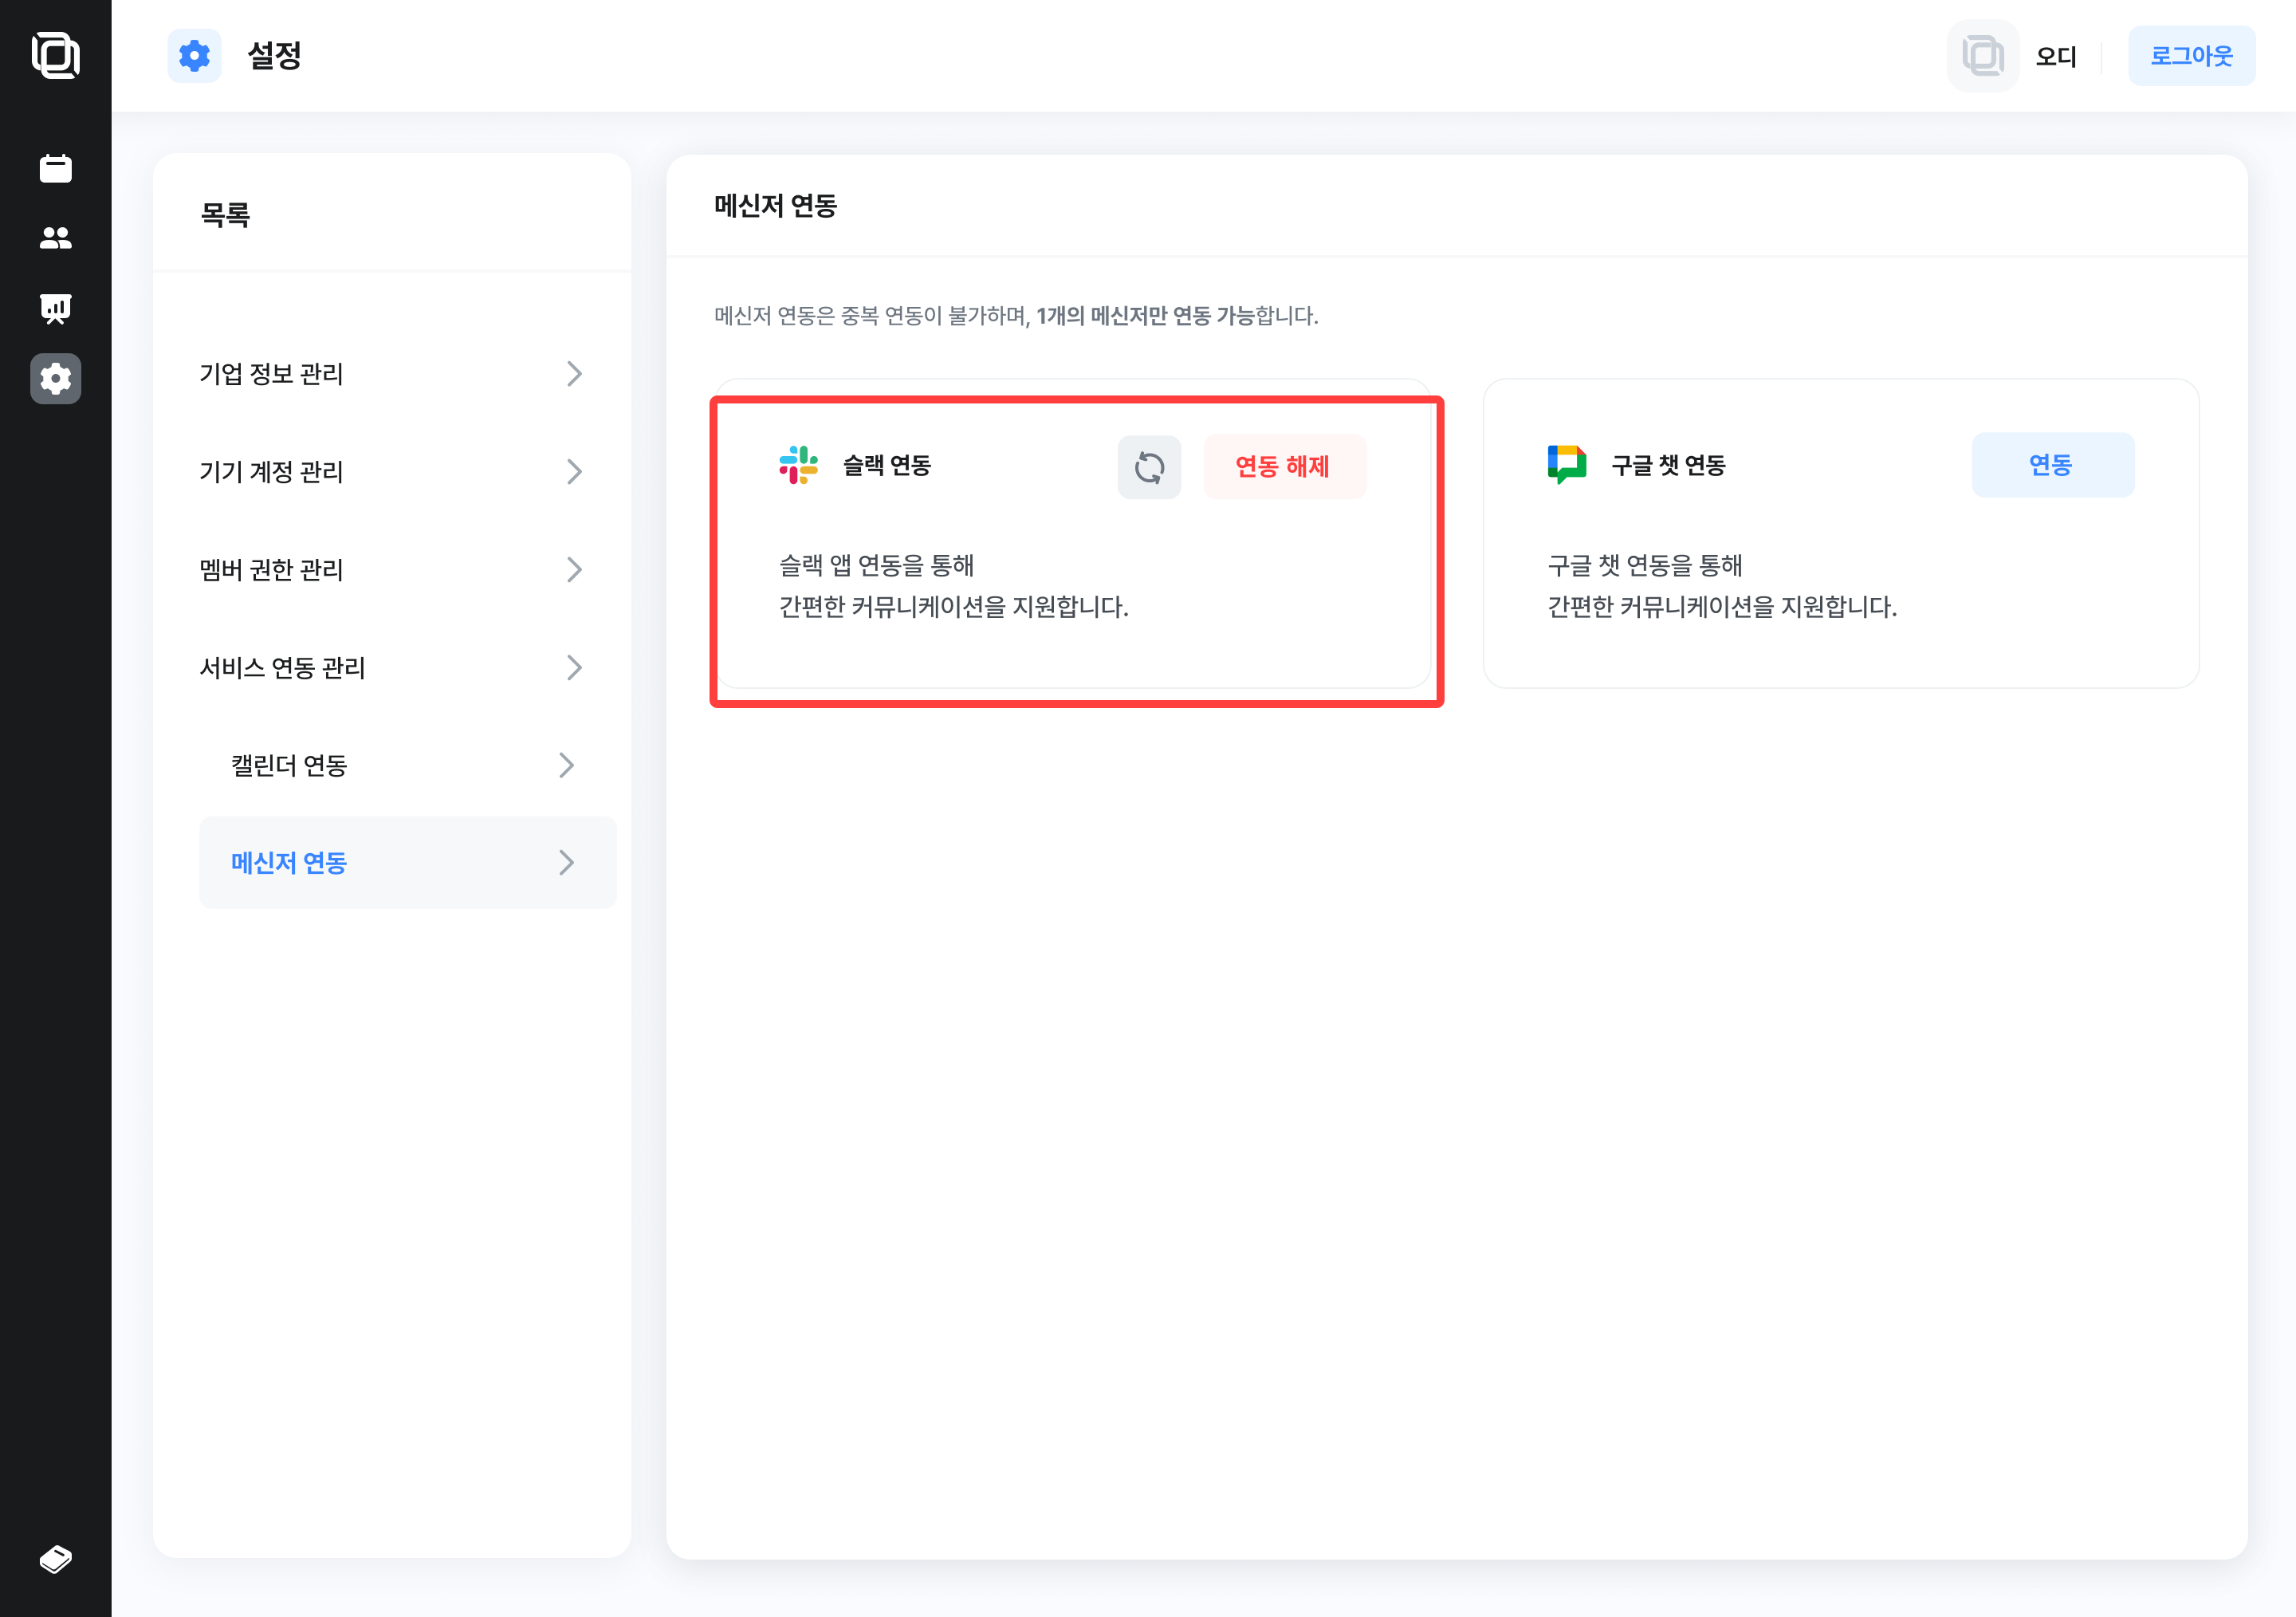 설정
오디
로그아웃
목록
기업 정보 관리
기기 계정 관리
멤버 권한 관리
서비스 연동 관리
캘린더 연동
메신저 연동
메신저 연동
메신저 연동은 중복 연동이 불가하며, 1개의 메신저만 연동 가능합니다.
슬랙 연동
연동 해제
슬랙 앱 연동을 통해
간편한 커뮤니케이션을 지원합니다.
구글 챗 연동
연동
구글 챗 연동을 통해
간편한 커뮤니케이션을 지원합니다.